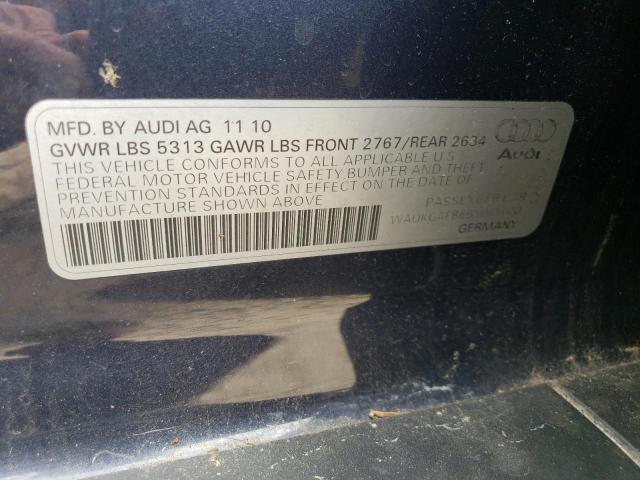 MFD. BY AUDI AG 11 10
GVWR LBS 5313 GAWR LBS FRONT 2767/REAR 2634
THIS VEHICLE CONFORMS TO ALL APPLICABLE U.S
FEDERAL MOTOR VEHICLE SAFETY BUMPER AND THEFT
PREVENTION STANDARDS IN EFFECT ON THE DATE OF
MANUFACTURE SHOWN ABOVE
Audi
PASSENGER CAR
GERMANY